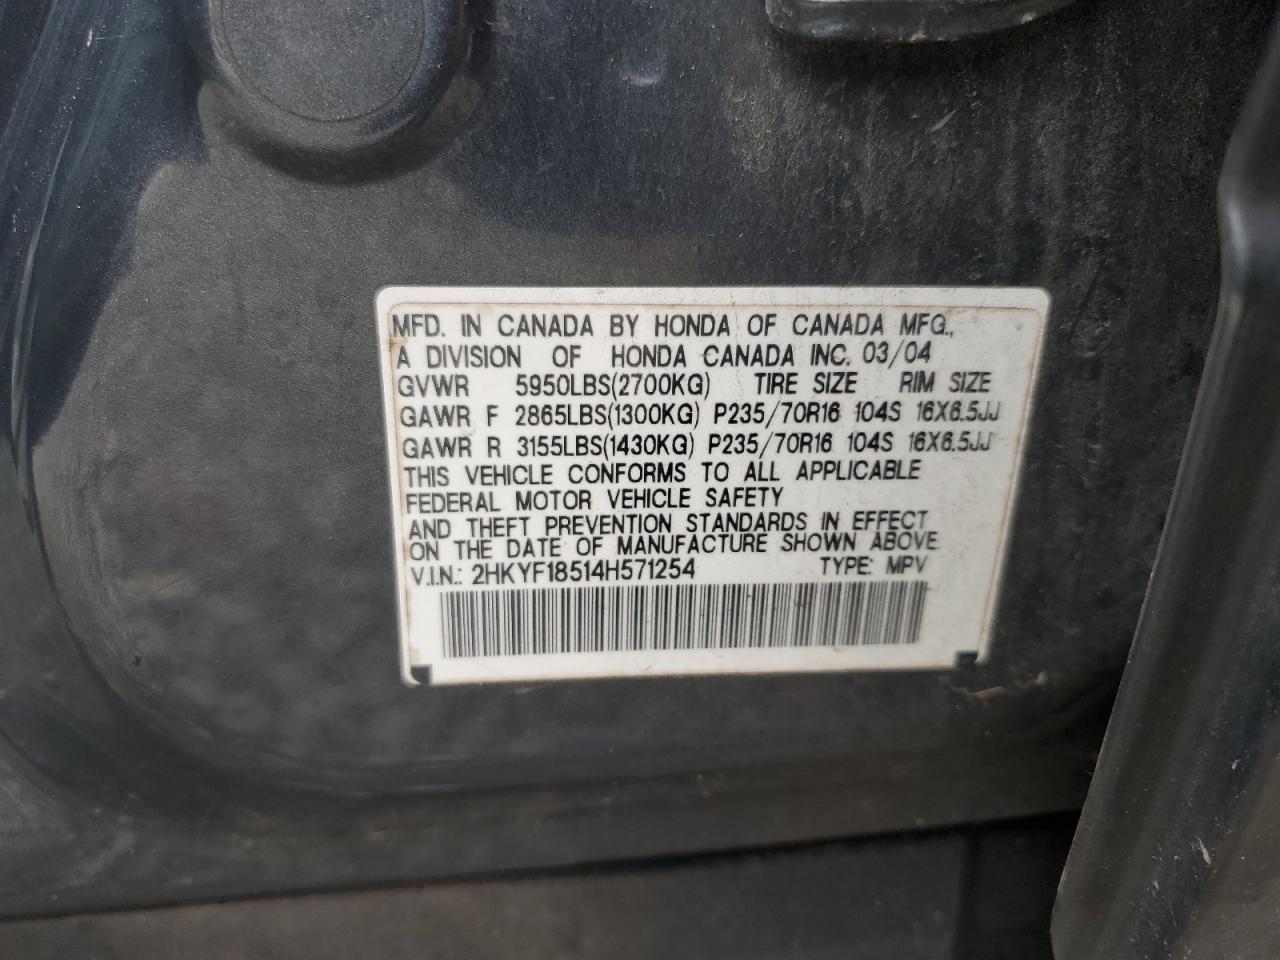 MFD. IN CANADA BY HONDA OF CANADA MFG.,
A DIVISION OF HONDA CANADA INC. 03/04
GVWR 5950LBS(2700KG) TIRE SIZE RIM SIZE
GAWR F 2865LBS(1300KG) P235/70R16 104S 16X6.5JJ
GAWR R 3155LBS(1430KG) P235/70R16 104S 16X6.5JJ
THIS VEHICLE CONFORMS TO ALL APPLICABLE
FEDERAL MOTOR VEHICLE SAFETY
AND THEFT PREVENTION STANDARDS IN EFFECT
ON THE DATE OF MANUFACTURE SHOWN ABOVE
V.I.N.: 2HKYF18514H571254 TYPE: MPV